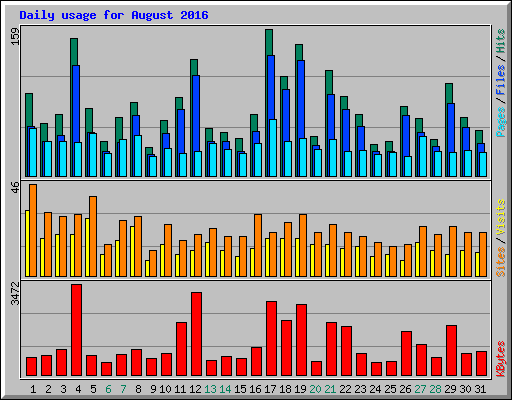 Daily usage for August 2016
159
Pages / Files / Hits
46
Sites / Visits
3472
KBytes
1 2 3 4 5 6 7 8 9 10 11 12 13 14 15 16 17 18 19 20 21 22 23 24 25 26 27 28 29 30 31